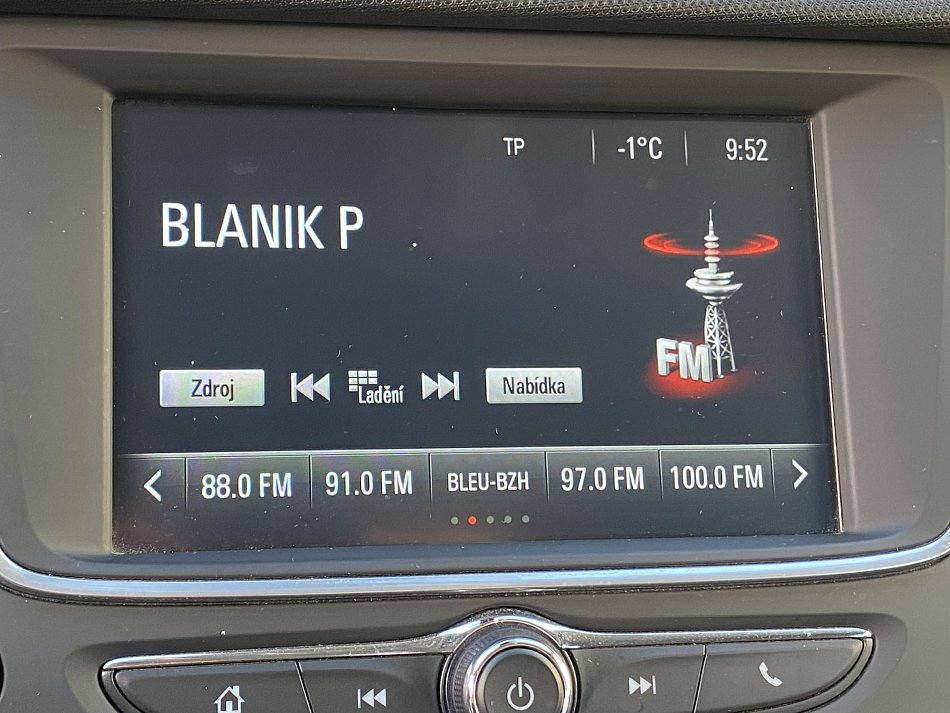 TP -1°C 9:52
BLANIK P
FM
Zdroj Ladění Nabídka
88.0 FM 91.0 FM BLEU-BZH 97.0 FM 100.0 FM